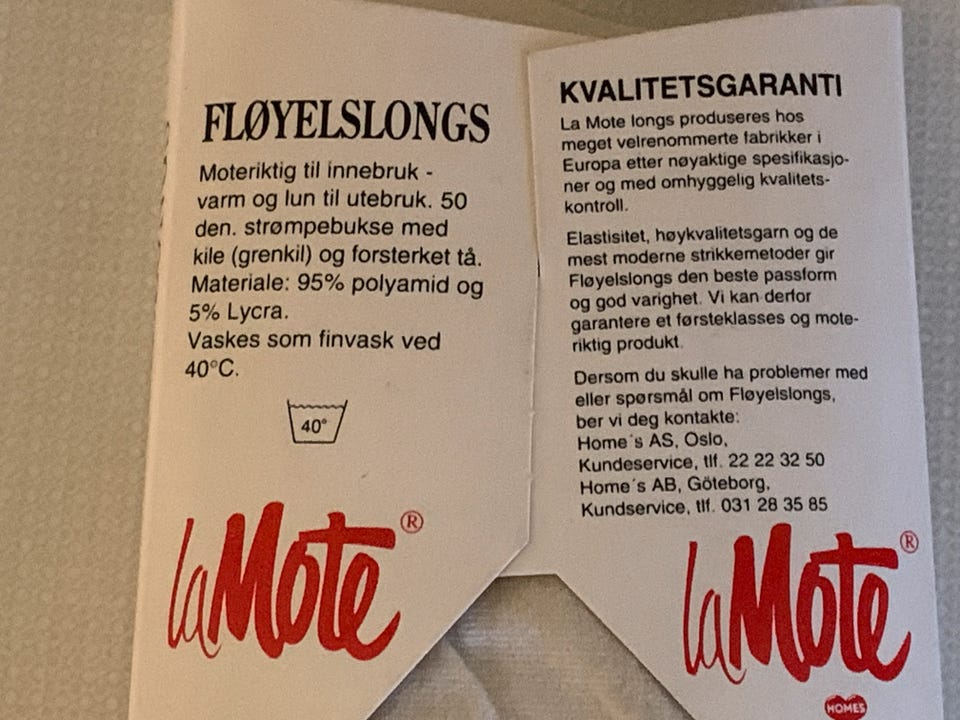 FLØYELSLONGS
Moteriktig til innebruk -
varm og lun til utebruk. 50
den. strømpebukse med
kile (grenkil) og forsterket tå.
Materiale: 95% polyamid og
5% Lycra.
Vaskes som finvask ved
40°C.
40°
la Mote ®
KVALITETSGARANTI
La Mote longs produseres hos
meget velrenommerte fabrikker i
Europa etter nøyaktige spesifikasjo-
ner og med omhyggelig kvalitets-
kontroll.
Elastisitet, høykvalitetsgarn og de
mest moderne strikkemetoder gir
Fløyelslongs den beste passform
og god varighet. Vi kan derfor
garantere et førsteklasses og mote-
riktig produkt.
Dersom du skulle ha problemer med
eller spørsmål om Fløyelslongs,
ber vi deg kontakte:
Home´s AS, Oslo,
Kundeservice, tlf. 22 22 32 50
Home´s AB, Göteborg,
Kundservice, tlf. 031 28 35 85
la Mote ®
HOMES